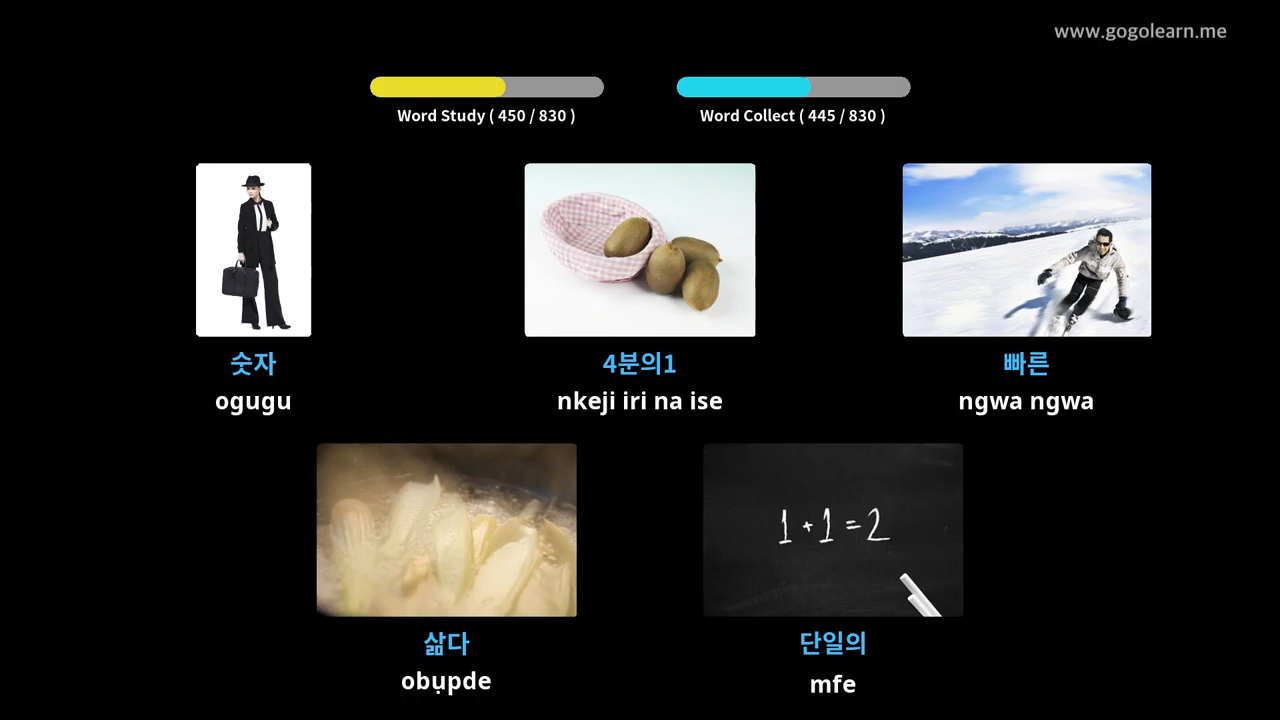 www.gogolearn.me
Word Study ( 450 / 830 )
Word Collect ( 445 / 830 )
숫자
ogugu
4분의1
nkeji iri na ise
빠른
ngwa ngwa
삶다
obụpde
단일의
mfe
1 + 1 = 2